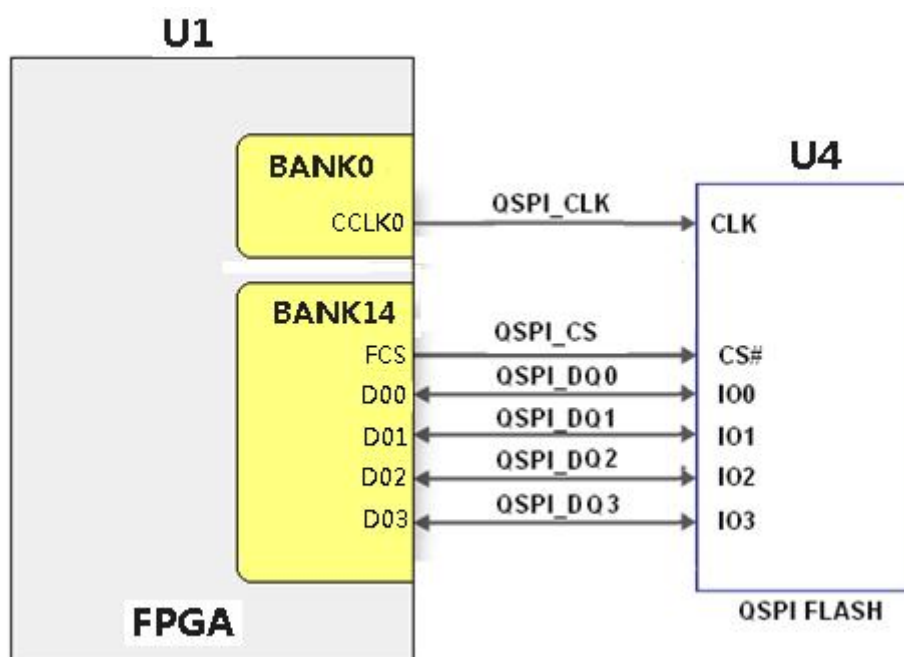 U1
U4
BANK0
CCLK0
QSPI_CLK
CLK
BANK14
FCS
QSPI_CS
CS#
D00
QSPI_DQ0
IO0
D01
QSPI_DQ1
IO1
D02
QSPI_DQ2
IO2
D03
QSPI_DQ3
IO3
FPGA
QSPI FLASH